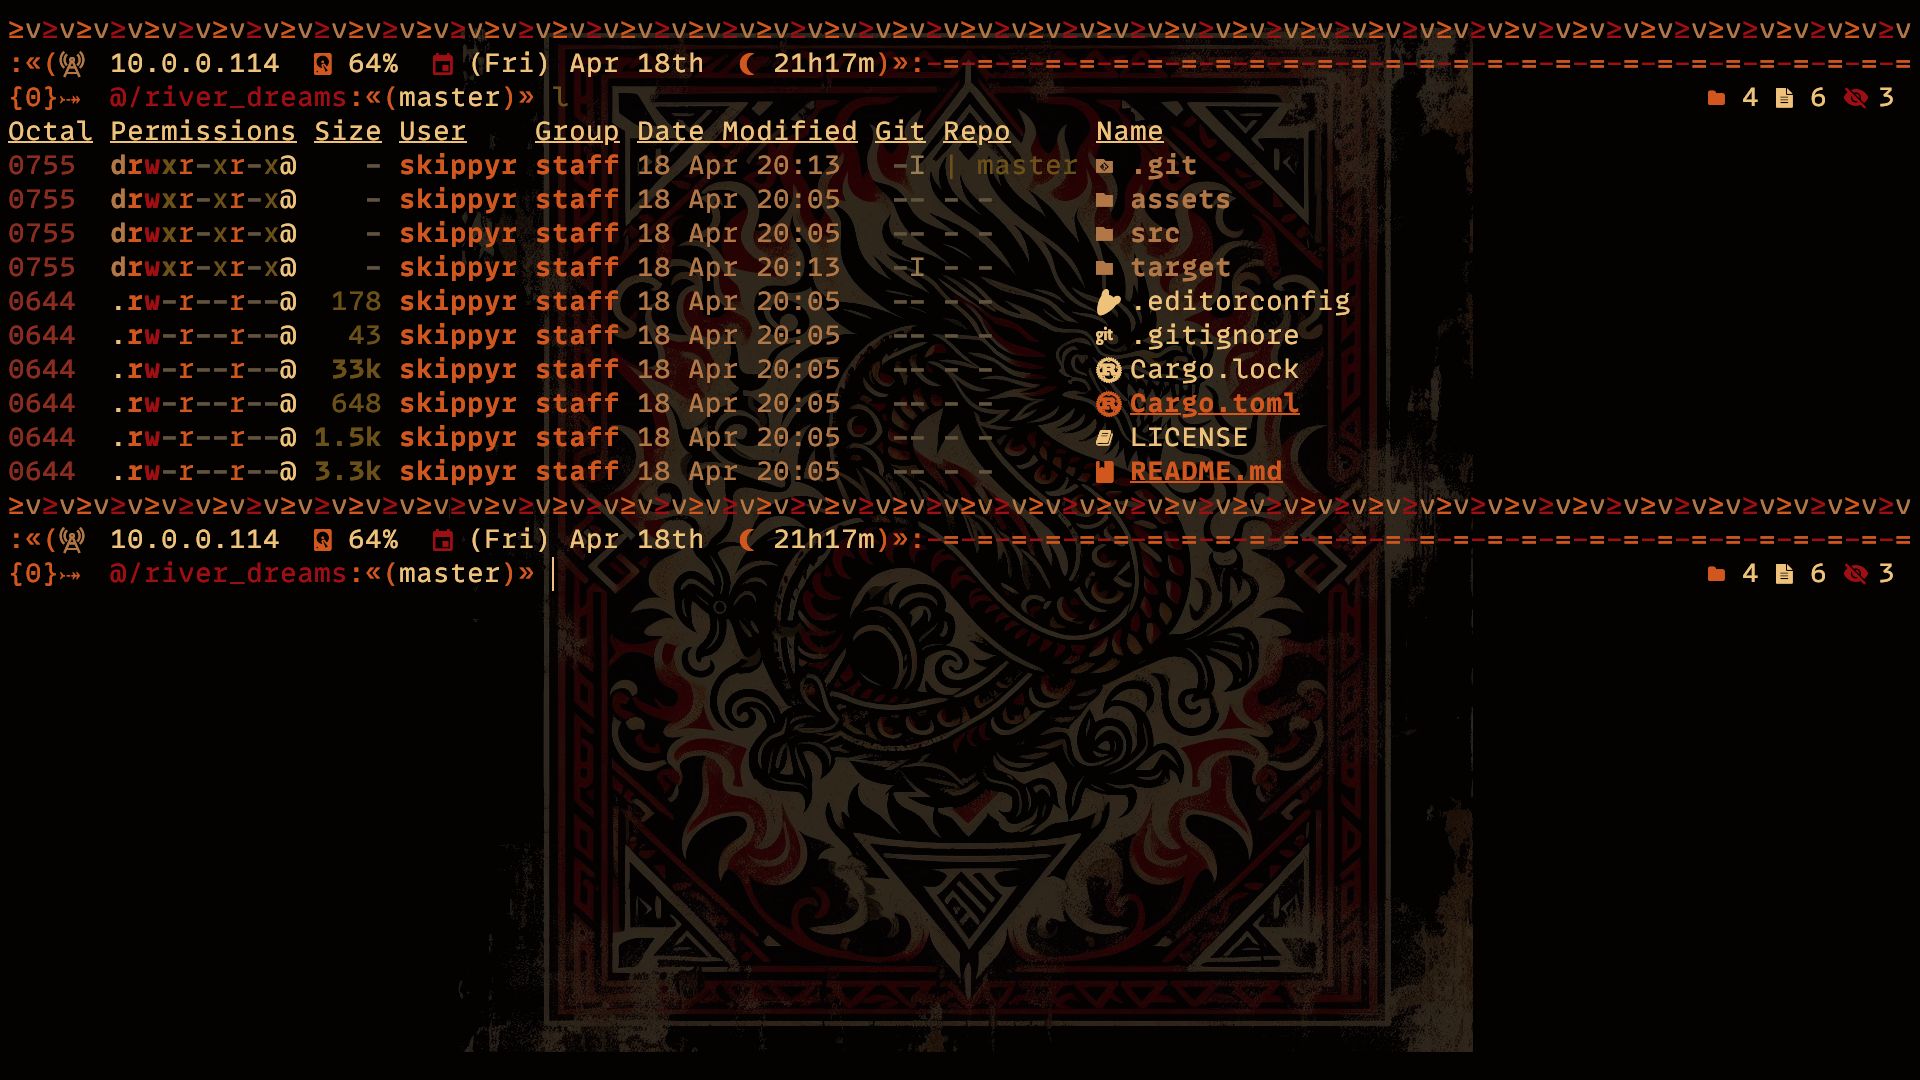 ≥v≥v≥v≥v≥v≥v≥v≥v≥v≥v≥v≥v≥v≥v≥v≥v≥v≥v≥v≥v≥v≥v≥v≥v≥v≥v≥v≥v≥v≥v≥v≥v≥v≥v≥v≥v≥v≥v≥v≥v≥v≥v≥v≥v≥v≥v≥v≥v≥v≥v≥v≥v≥v≥v≥v≥v
:«( 10.0.0.114 64% (Fri) Apr 18th 21h17m)»:-=-=-=-=-=-=-=-=-=-=-=-=-=-=-=-=-=-=-=-=-=-=-=-=-=-=-=-=-=
{0}⤐ @/river_dreams:«(master)» l 4 6 3
Octal Permissions Size User Group Date Modified Git Repo Name
0755 drwxr-xr-x@ - skippyr staff 18 Apr 20:13 -I | master .git
0755 drwxr-xr-x@ - skippyr staff 18 Apr 20:05 -- - - assets
0755 drwxr-xr-x@ - skippyr staff 18 Apr 20:05 -- - - src
0755 drwxr-xr-x@ - skippyr staff 18 Apr 20:13 -I - - target
0644 .rw-r--r--@ 178 skippyr staff 18 Apr 20:05 -- - - .editorconfig
0644 .rw-r--r--@ 43 skippyr staff 18 Apr 20:05 -- - - git .gitignore
0644 .rw-r--r--@ 33k skippyr staff 18 Apr 20:05 -- - - Cargo.lock
0644 .rw-r--r--@ 648 skippyr staff 18 Apr 20:05 -- - - Cargo.toml
0644 .rw-r--r--@ 1.5k skippyr staff 18 Apr 20:05 -- - - LICENSE
0644 .rw-r--r--@ 3.3k skippyr staff 18 Apr 20:05 -- - - README.md
≥v≥v≥v≥v≥v≥v≥v≥v≥v≥v≥v≥v≥v≥v≥v≥v≥v≥v≥v≥v≥v≥v≥v≥v≥v≥v≥v≥v≥v≥v≥v≥v≥v≥v≥v≥v≥v≥v≥v≥v≥v≥v≥v≥v≥v≥v≥v≥v≥v≥v≥v≥v≥v≥v≥v≥v
:«( 10.0.0.114 64% (Fri) Apr 18th 21h17m)»:-=-=-=-=-=-=-=-=-=-=-=-=-=-=-=-=-=-=-=-=-=-=-=-=-=-=-=-=-=
{0}⤐ @/river_dreams:«(master)» 4 6 3